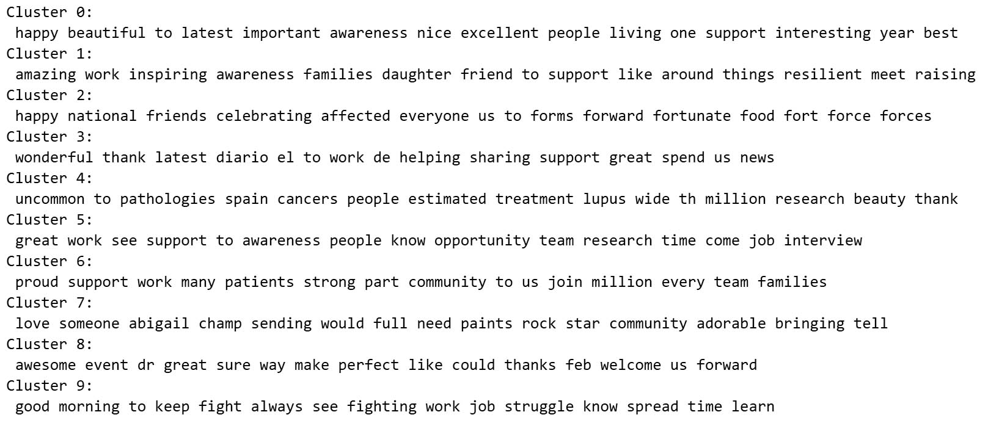 Cluster 0:
happy beautiful to latest important awareness nice excellent people living one support interesting year best
Cluster 1:
amazing work inspiring awareness families daughter friend to support like around things resilient meet raising
Cluster 2:
happy national friends celebrating affected everyone us to forms forward fortunate food fort force forces
Cluster 3:
wonderful thank latest diario el to work de helping sharing support great spend us news
Cluster 4:
uncommon to pathologies spain cancers people estimated treatment lupus wide th million research beauty thank
Cluster 5:
great work see support to awareness people know opportunity team research time come job interview
Cluster 6:
proud support work many patients strong part community to us join million every team families
Cluster 7:
love someone abigail champ sending would full need paints rock star community adorable bringing tell
Cluster 8:
awesome event dr great sure way make perfect like could thanks feb welcome us forward
Cluster 9:
good morning to keep fight always see fighting work job struggle know spread time learn